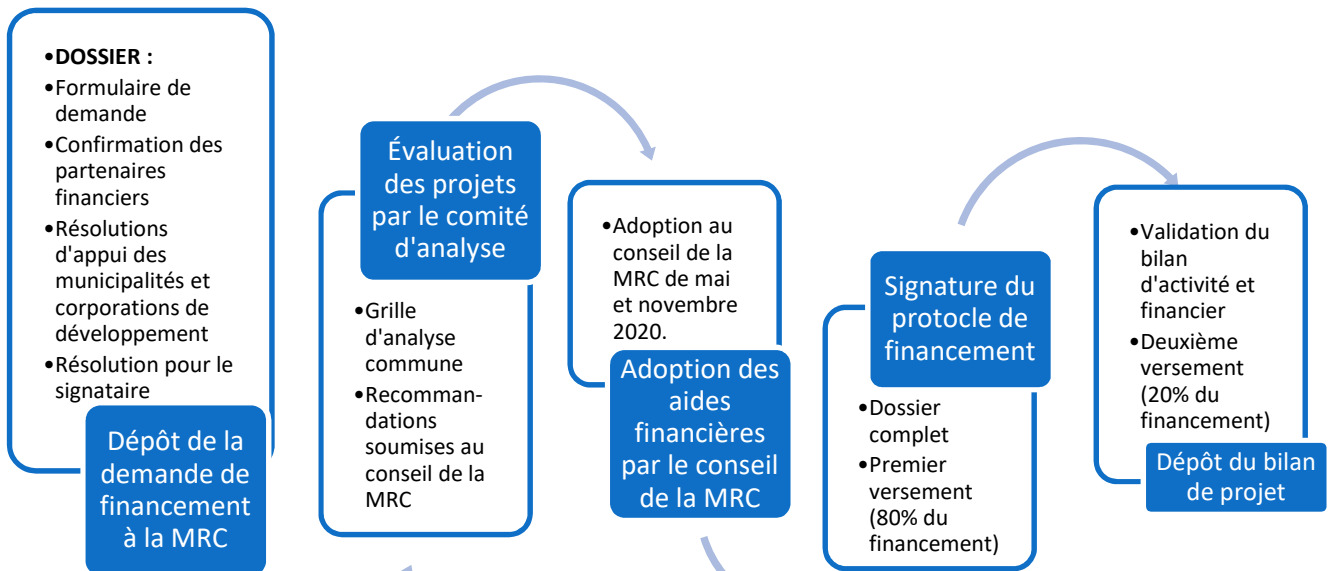 •DOSSIER :
•Formulaire de
demande
•Confirmation des
partenaires
financiers
•Résolutions
d'appui des
municipalités et
corporations de
développement
•Résolution pour le
signataire
Dépôt de la
demande de
financement
à la MRC
Évaluation
des projets
par le comité
d'analyse
•Grille
d'analyse
commune
•Recomman-
dations
soumises au
conseil de la
MRC
•Adoption au
conseil de la
MRC de mai
et novembre
2020.
Adoption des
aides
financières
par le conseil
de la MRC
Signature du
protocle de
financement
•Dossier
complet
•Premier
versement
(80% du
financement)
•Validation du
bilan
d'activité et
financier
•Deuxième
versement
(20% du
financement)
Dépôt du bilan
de projet